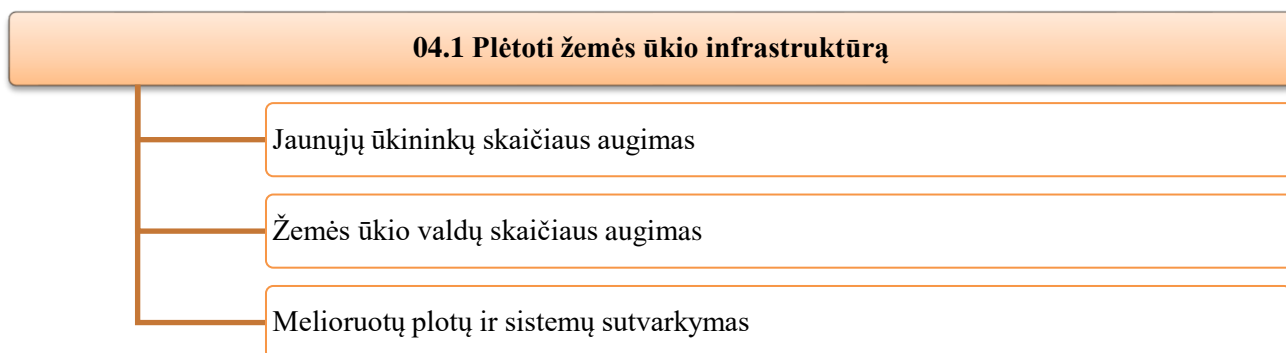 04.1 Plėtoti žemės ūkio infrastruktūrą
Jaunųjų ūkininkų skaičiaus augimas
Žemės ūkio valdų skaičiaus augimas
Melioruotų plotų ir sistemų sutvarkymas